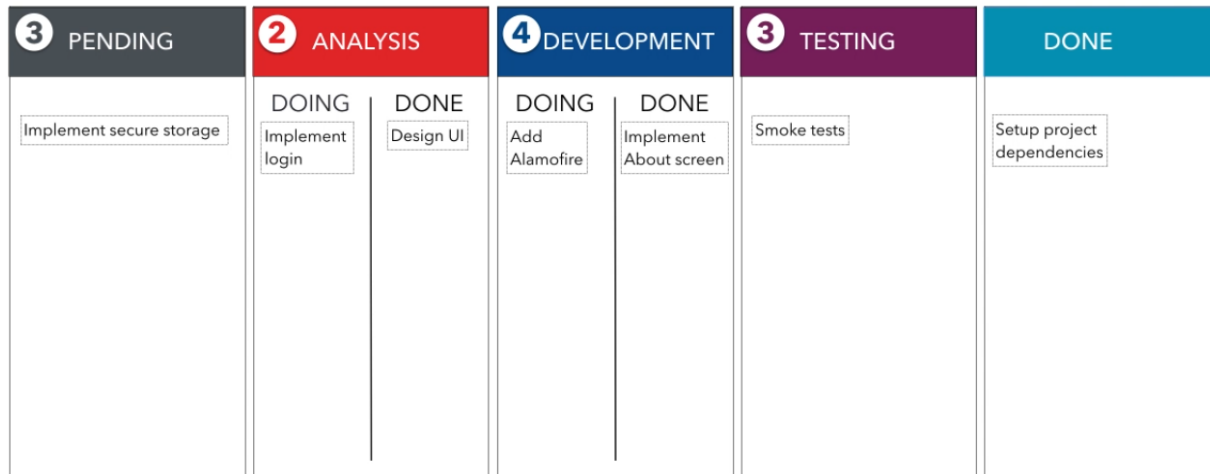 3 PENDING
2 ANALYSIS
4 DEVELOPMENT
3 TESTING
DONE
Implement secure storage
DOING
Implement
login
DONE
Design UI
DOING
Add
Alamofire
DONE
Implement
About screen
Smoke tests
Setup project
dependencies